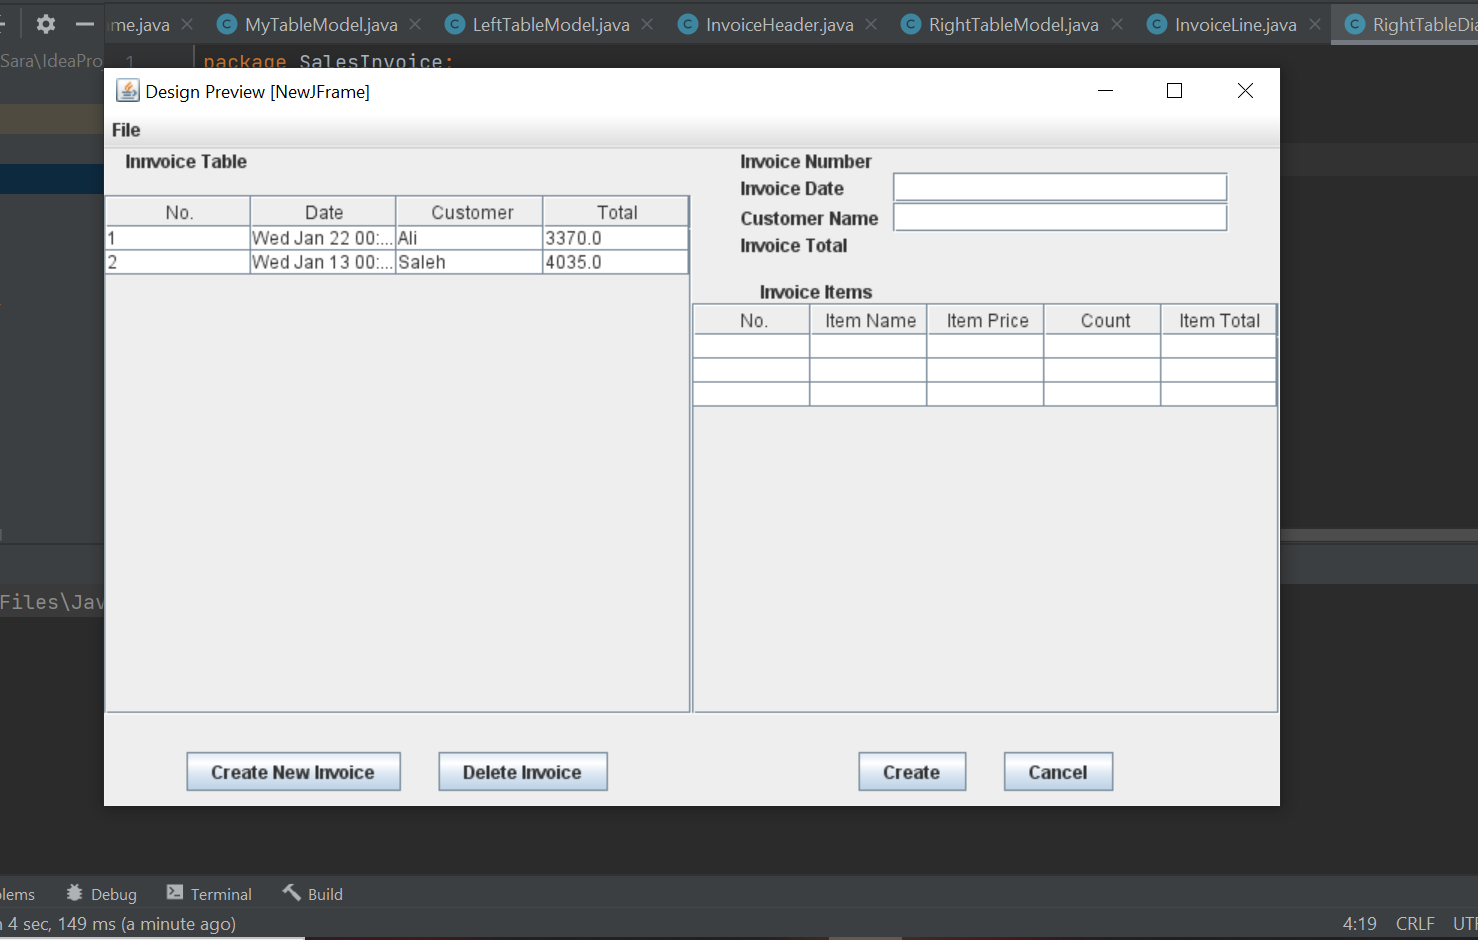 me.java MyTableModel.java LeftTableModel.java InvoiceHeader.java RightTableModel.java InvoiceLine.java RightTableDia
Sara\IdeaPro 1 package SalesInvoice;
Design Preview [NewJFrame]
File
Innvoice Table
No. Date Customer Total
1 Wed Jan 22 00:... Ali 3370.0
2 Wed Jan 13 00:... Saleh 4035.0
Invoice Number
Invoice Date
Customer Name
Invoice Total
Invoice Items
No. Item Name Item Price Count Item Total
Files\Jav
Create New Invoice Delete Invoice Create Cancel
lems Debug Terminal Build
4 sec, 149 ms (a minute ago) 4:19 CRLF UTF